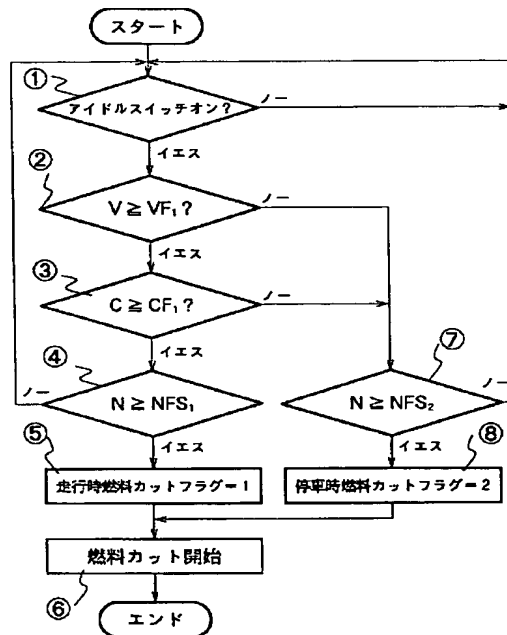 スタート
①
アイドルスイッチオン?
ノー
イエス
②
V ≧ VF₁?
ノー
イエス
③
C ≧ CF₁?
ノー
イエス
④
⑦
ノー
N ≧ NFS₁
N ≧ NFS₂
ノー
イエス
イエス
⑤
⑧
走行時燃料カットフラグ=1
停車時燃料カットフラグ=2
燃料カット開始
⑥
エンド